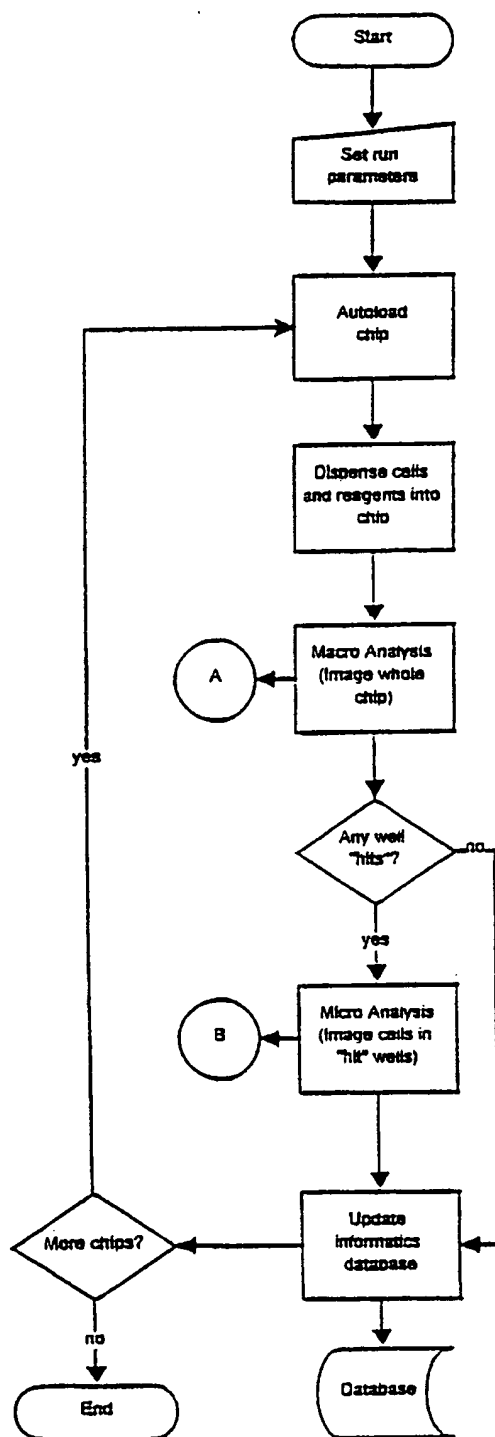 Start
Set run
parameters
Autoload
chip
Dispense cells
and reagents into
chip
Macro Analysis
(Image whole
chip)
A
yes
Any well
"hits"?
no
yes
Micro Analysis
(Image cells in
"hit" wells)
B
Update
informatics
database
More chips?
no
End
Database